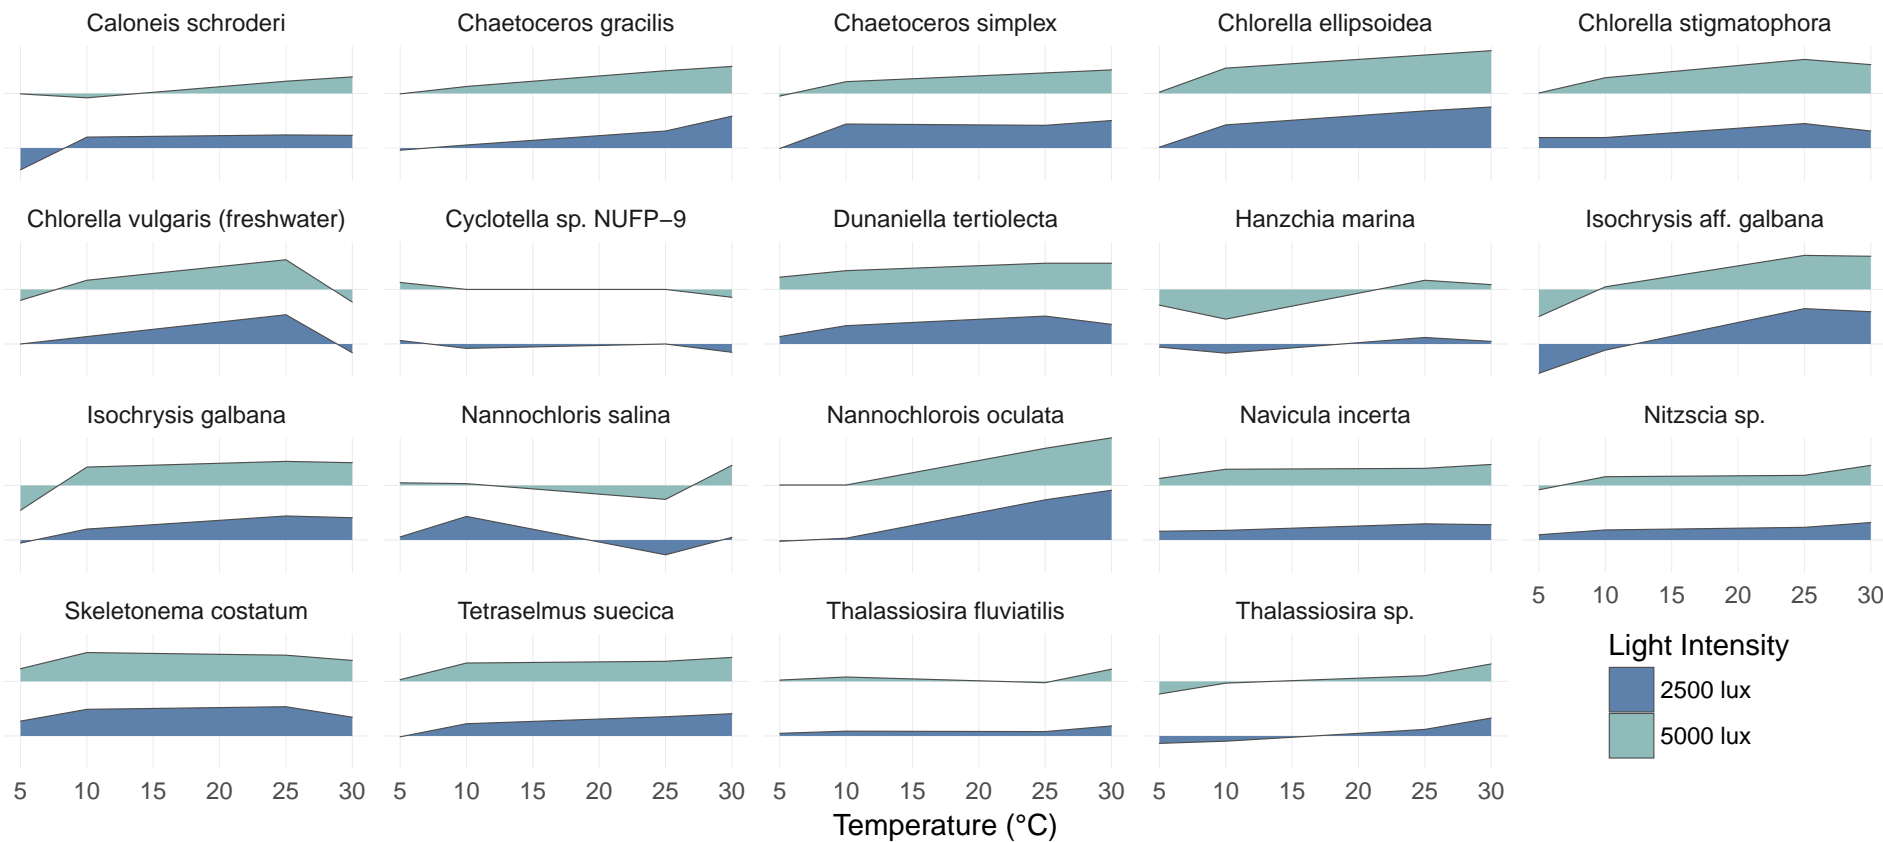 Caloneis schroderi Chaetoceros gracilis Chaetoceros simplex Chlorella ellipsoidea Chlorella stigmatophora
Chlorella vulgaris (freshwater) Cyclotella sp. NUFP−9 Dunaniella tertiolecta Hanzchia marina Isochrysis aff. galbana
Isochrysis galbana Nannochloris salina Nannochlorois oculata Navicula incerta Nitzscia sp.
5 10 15 20 25 30
Skeletonema costatum Tetraselmus suecica Thalassiosira fluviatilis Thalassiosira sp.
Light Intensity
2500 lux
5000 lux
5 10 15 20 25 30 5 10 15 20 25 30 5 10 15 20 25 30 5 10 15 20 25 30
Temperature (°C)